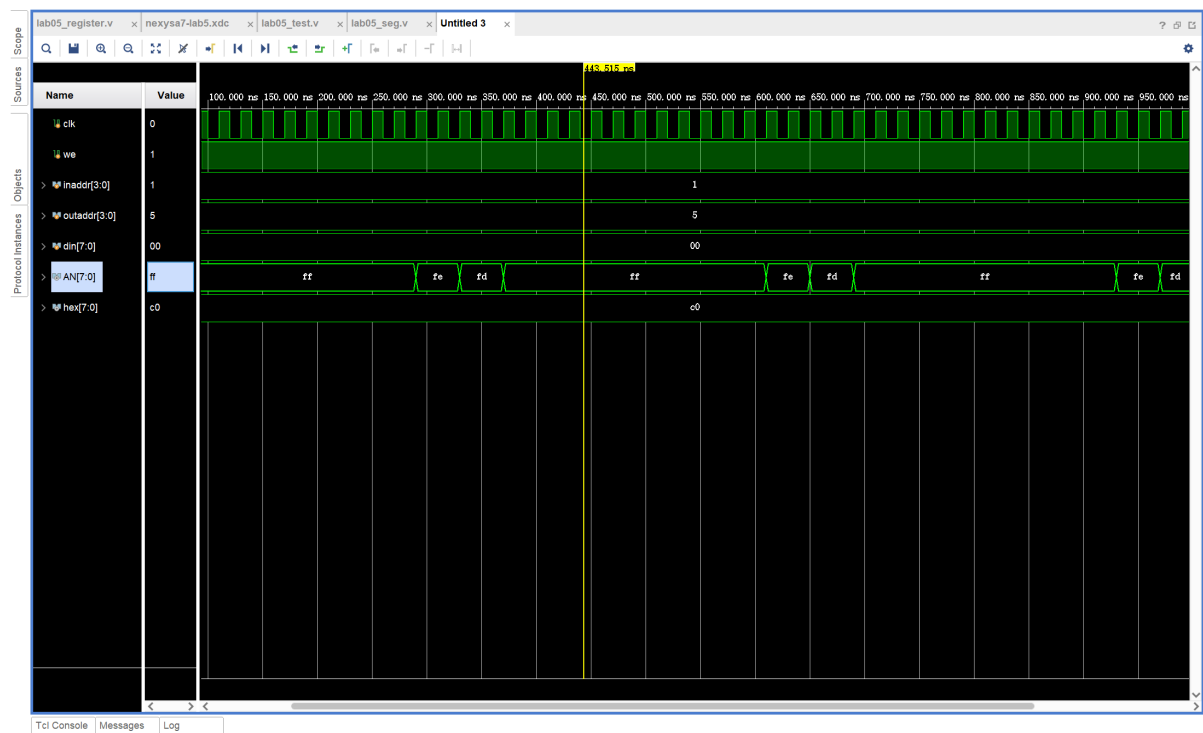 lab05_register.v × nexysa7-lab5.xdc × lab05_test.v × lab05_seg.v × Untitled 3 ×
?
Scope
Sources
Objects
Protocol Instances
443.515 ns
Name Value
100.000 ns 150.000 ns 200.000 ns 250.000 ns 300.000 ns 350.000 ns 400.000 ns 450.000 ns 500.000 ns 550.000 ns 600.000 ns 650.000 ns 700.000 ns 750.000 ns 800.000 ns 850.000 ns 900.000 ns 950.000 ns
clk 0
we 1
inaddr[3:0] 1 1
outaddr[3:0] 5 5
din[7:0] 00 00
AN[7:0] ff ff fe fd ff fe fd ff fe fd
hex[7:0] c0 c0
Tcl Console Messages Log